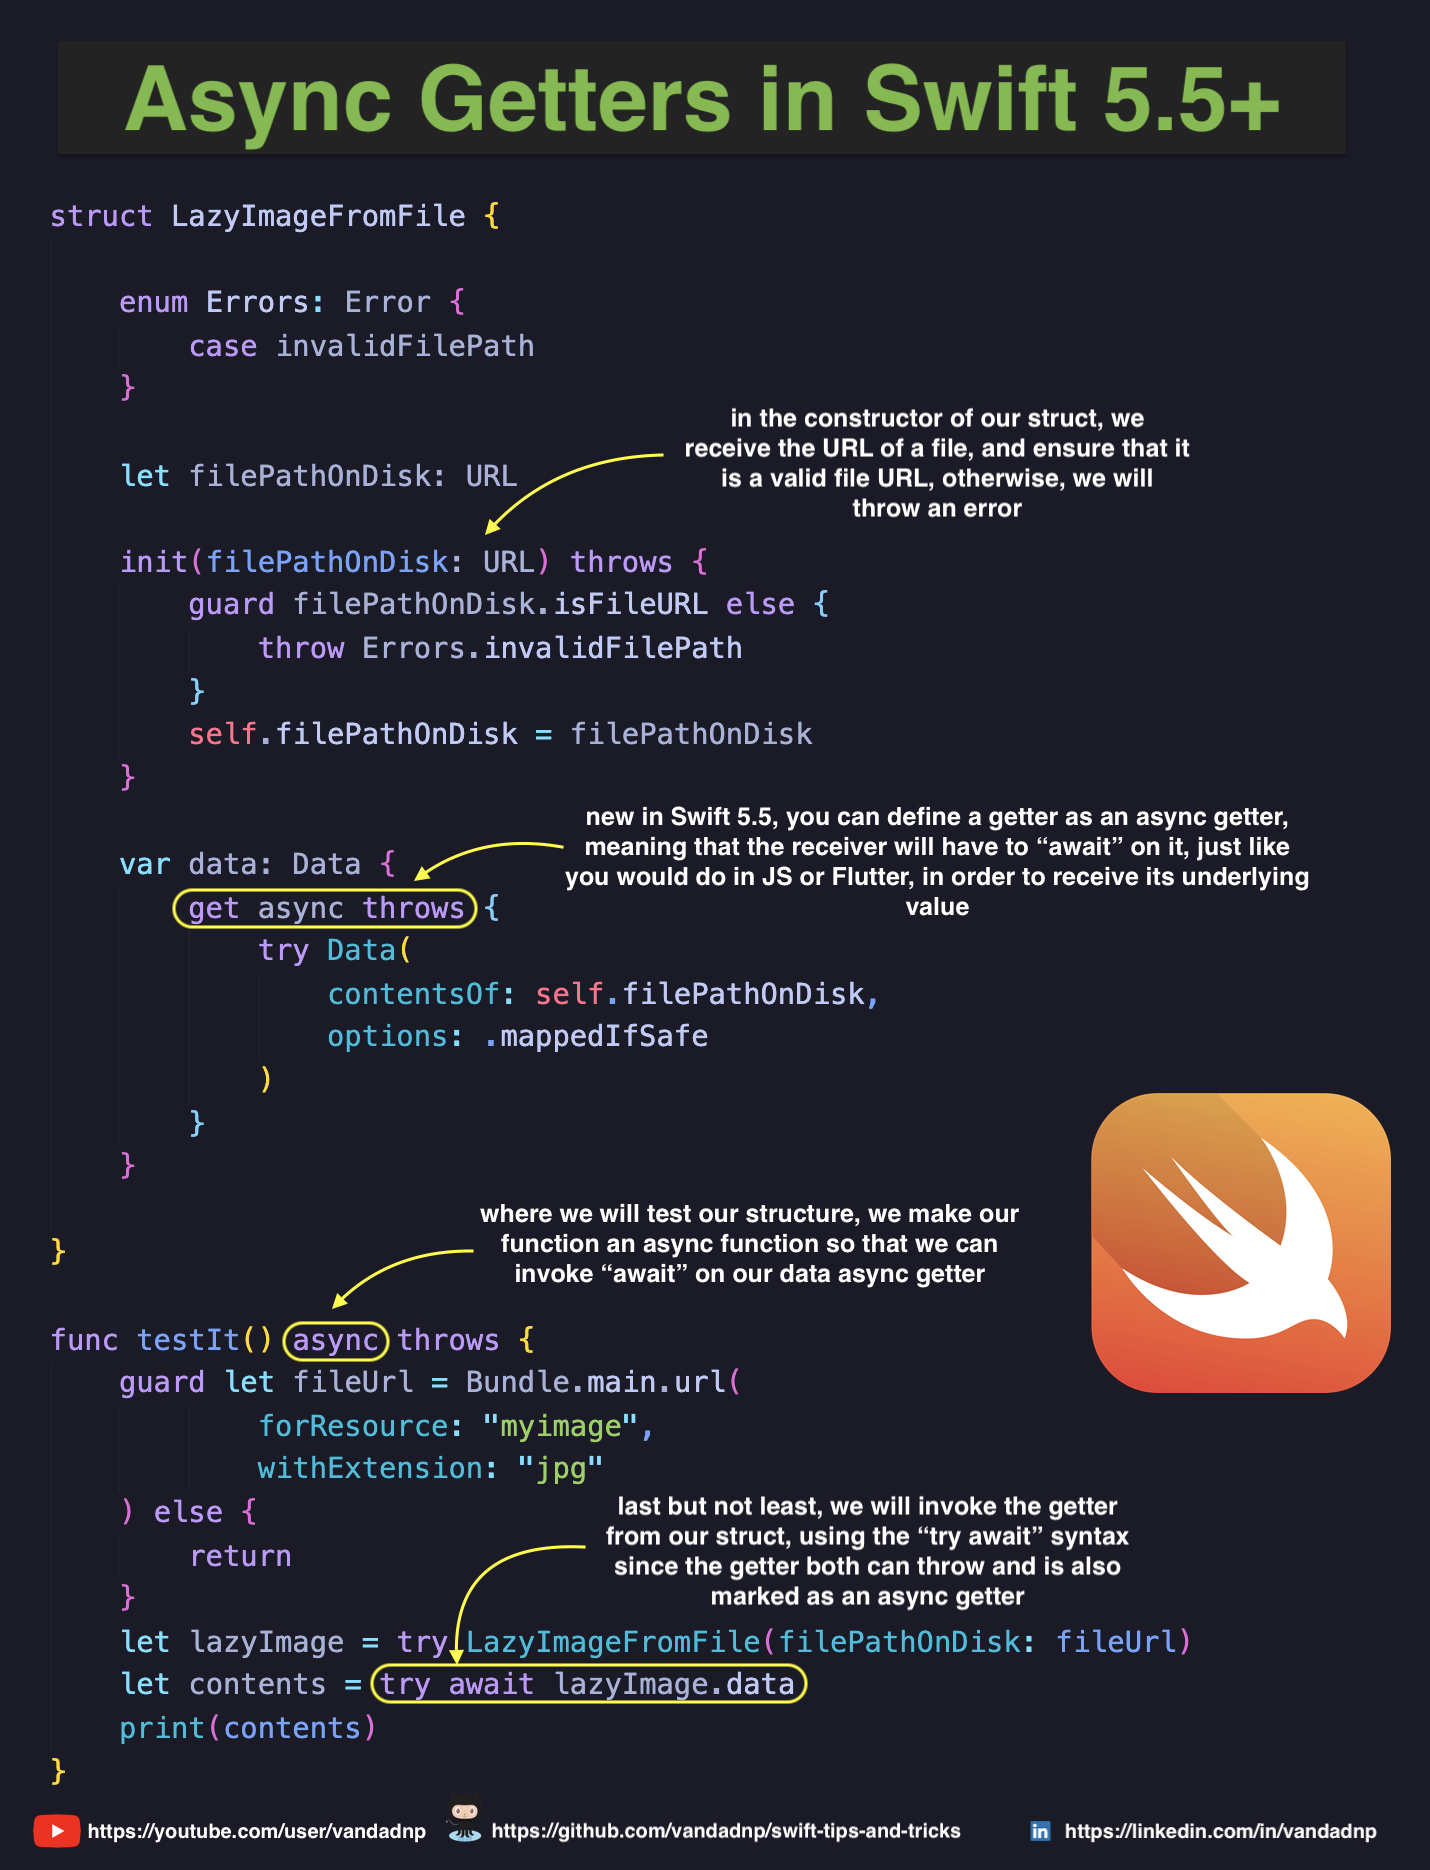 Async Getters in Swift 5.5+
struct LazyImageFromFile {
enum Errors: Error {
case invalidFilePath
}
in the constructor of our struct, we
receive the URL of a file, and ensure that it
is a valid file URL, otherwise, we will
throw an error
let filePathOnDisk: URL
init(filePathOnDisk: URL) throws {
guard filePathOnDisk.isFileURL else {
throw Errors.invalidFilePath
}
self.filePathOnDisk = filePathOnDisk
}
new in Swift 5.5, you can define a getter as an async getter,
meaning that the receiver will have to “await” on it, just like
you would do in JS or Flutter, in order to receive its underlying
value
var data: Data {
get async throws {
try Data(
contentsOf: self.filePathOnDisk,
options: .mappedIfSafe
)
}
}
}
where we will test our structure, we make our
function an async function so that we can
invoke “await” on our data async getter
func testIt() async throws {
guard let fileUrl = Bundle.main.url(
forResource: "myimage",
withExtension: "jpg"
) else {
return
}
last but not least, we will invoke the getter
from our struct, using the “try await” syntax
since the getter both can throw and is also
marked as an async getter
let lazyImage = try LazyImageFromFile(filePathOnDisk: fileUrl)
let contents = try await lazyImage.data
print(contents)
}
https://youtube.com/user/vandadnp
https://github.com/vandadnp/swift-tips-and-tricks
in https://linkedin.com/in/vandadnp